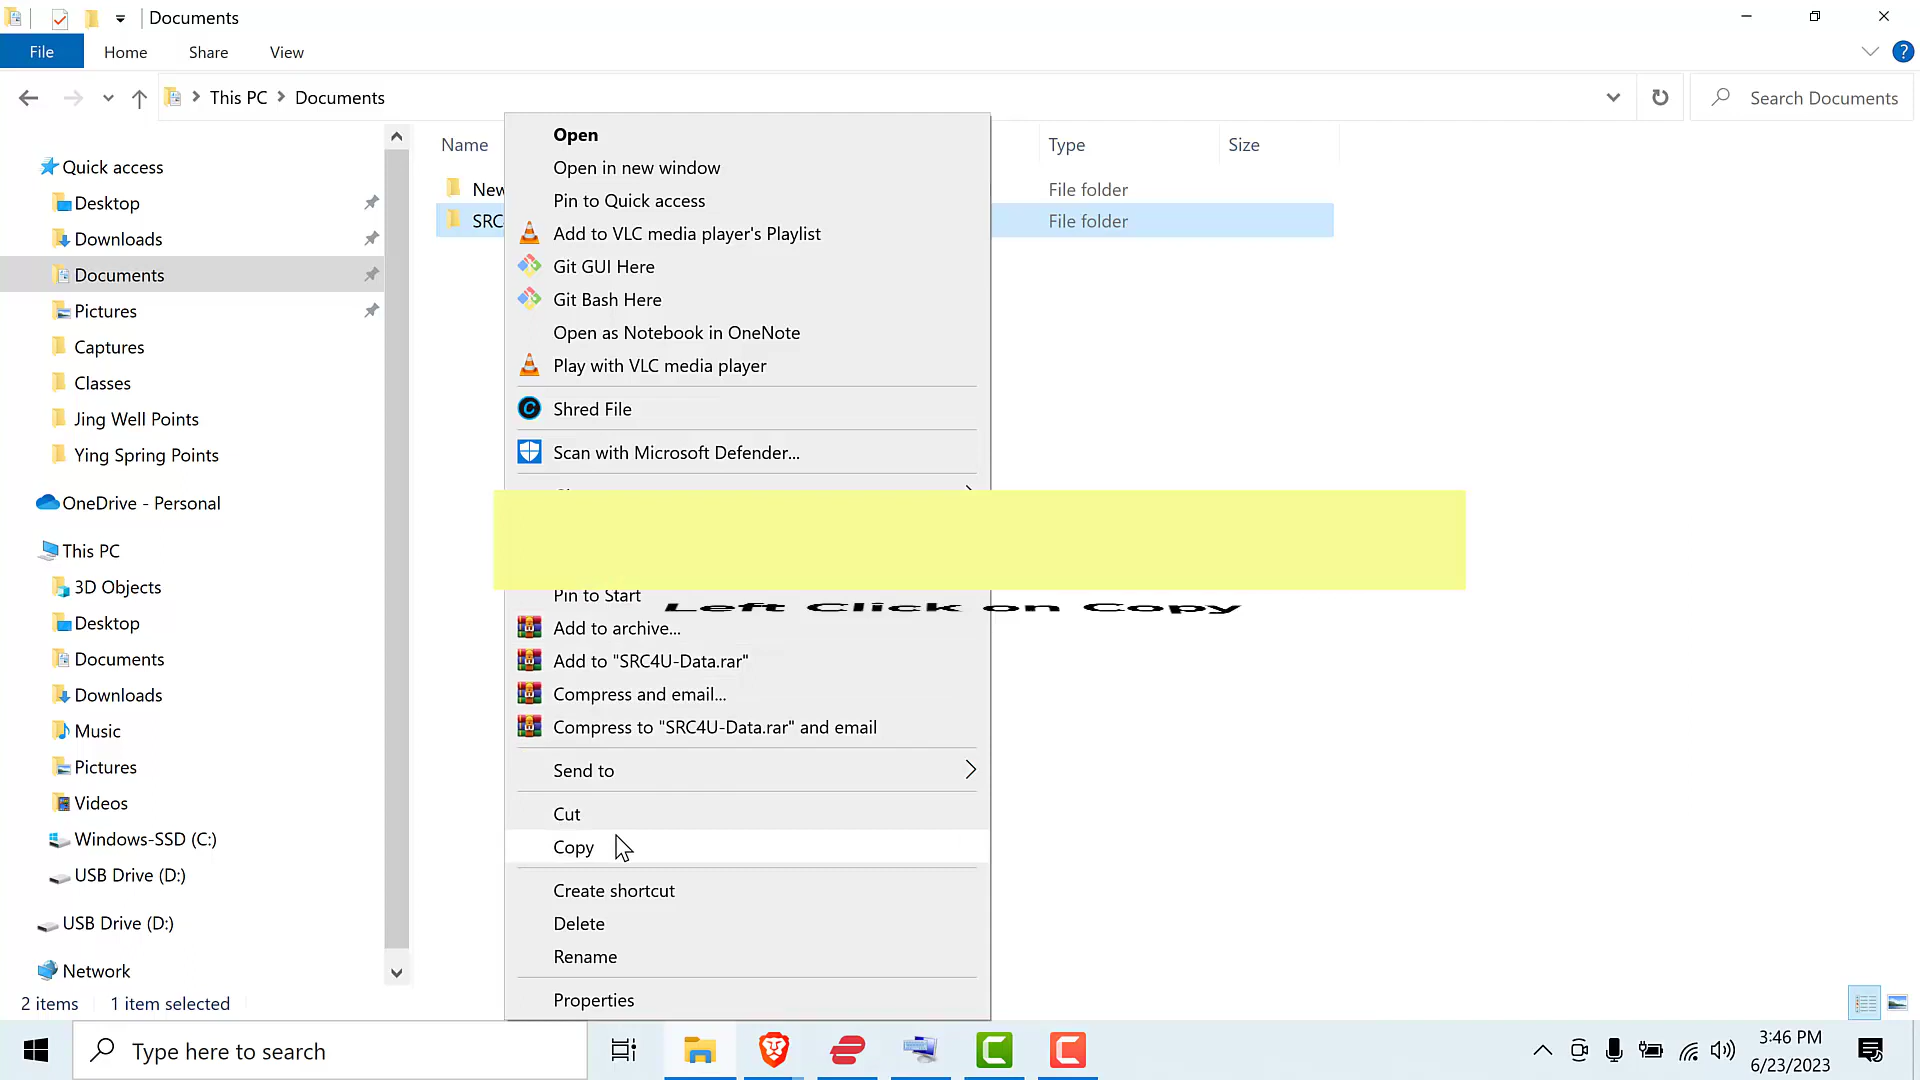 Documents
File
Home
Share
View
This PC
Documents
Search Documents
Name
Type
Size
New
File folder
SRC
File folder
Quick access
Desktop
Downloads
Documents
Pictures
Captures
Classes
Jing Well Points
Ying Spring Points
OneDrive - Personal
This PC
3D Objects
Desktop
Documents
Downloads
Music
Pictures
Videos
Windows-SSD (C:)
USB Drive (D:)
USB Drive (D:)
Network
Open
Open in new window
Pin to Quick access
Add to VLC media player's Playlist
Git GUI Here
Git Bash Here
Open as Notebook in OneNote
Play with VLC media player
Shred File
Scan with Microsoft Defender...
Pin to Start
Left Click on Copy
Add to archive...
Add to "SRC4U-Data.rar"
Compress and email...
Compress to "SRC4U-Data.rar" and email
Send to
Cut
Copy
Create shortcut
Delete
Rename
Properties
2 items
1 item selected
Type here to search
3:46 PM
6/23/2023